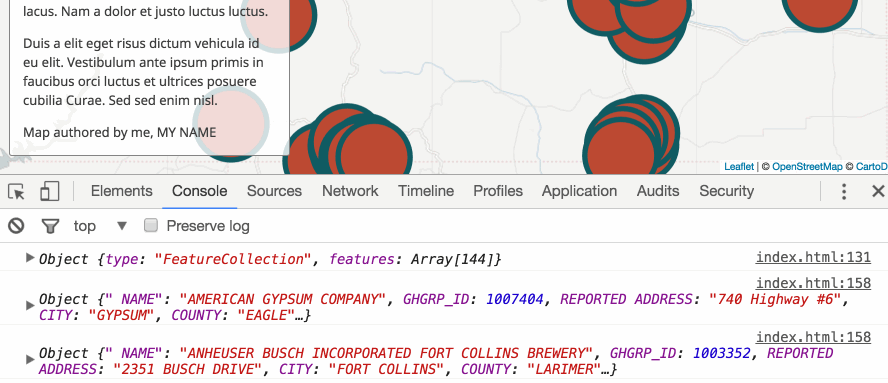 lacus. Nam a dolor et justo luctus luctus.
Duis a elit eget risus dictum vehicula id
eu elit. Vestibulum ante ipsum primis in
faucibus orci luctus et ultrices posuere
cubilia Curae. Sed sed enim nisl.
Map authored by me, MY NAME
Leaflet | © OpenStreetMap © CartoD
Elements Console Sources Network Timeline Profiles Application Audits Security
top Preserve log
Object {type: "FeatureCollection", features: Array[144]} index.html:131
index.html:158
Object {" NAME": "AMERICAN GYPSUM COMPANY", GHGRP_ID: 1007404, REPORTED ADDRESS: "740 Highway #6",
CITY: "GYPSUM", COUNTY: "EAGLE"…}
index.html:158
Object {" NAME": "ANHEUSER BUSCH INCORPORATED FORT COLLINS BREWERY", GHGRP_ID: 1003352, REPORTED
ADDRESS: "2351 BUSCH DRIVE", CITY: "FORT COLLINS", COUNTY: "LARIMER"…}